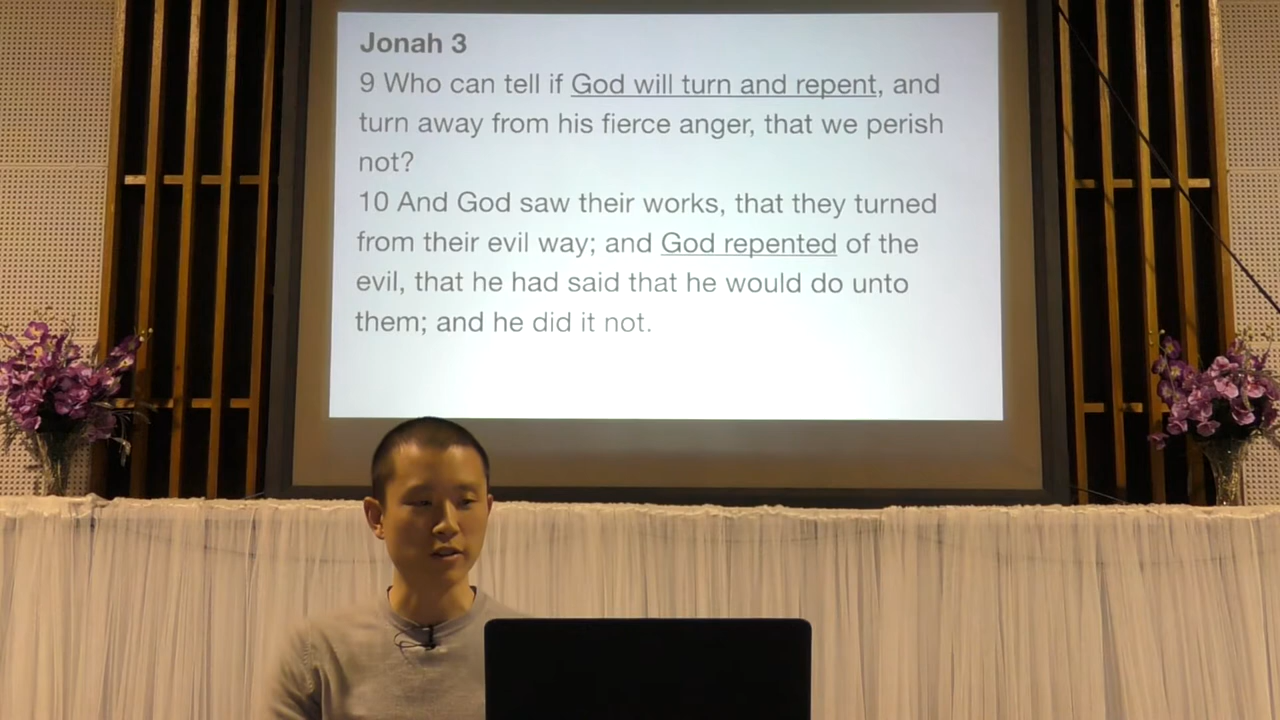 Jonah 3
9 Who can tell if God will turn and repent, and
turn away from his fierce anger, that we perish
not?
10 And God saw their works, that they turned
from their evil way; and God repented of the
evil, that he had said that he would do unto
them; and he did it not.